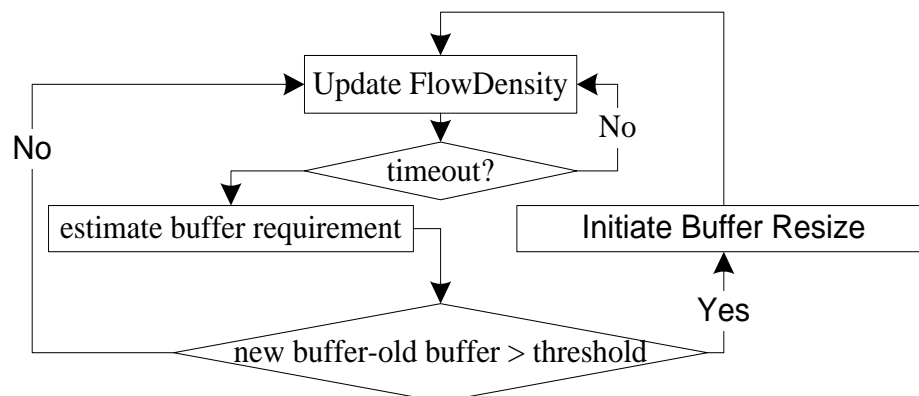 Update FlowDensity
No
No
timeout?
estimate buffer requirement
Initiate Buffer Resize
Yes
new buffer-old buffer > threshold